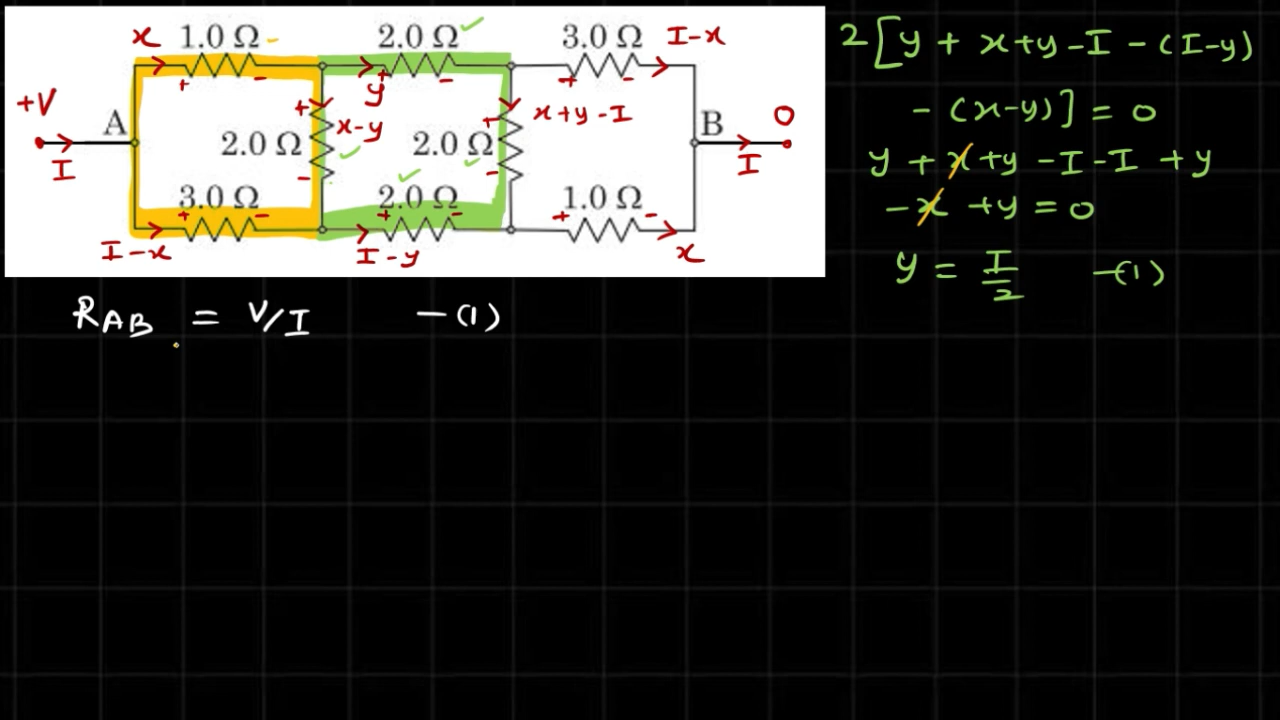 x 1.0 Ω 2.0 Ω 3.0 Ω I-x
+V y x+y-I 0
A x-y B
I 2.0 Ω 2.0 Ω I
3.0 Ω 2.0 Ω 1.0 Ω
I-x I-y x
2[y + x+y-I-(I-y)
-(x-y)] = 0
y + x + y - I - I + y
- x + y = 0
y = I/2 -(1)
R_AB = V/I -(1)